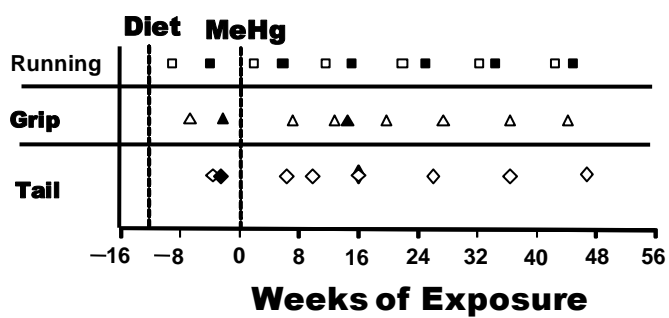 Diet MeHg
Running
Grip
Tail
−16 −8 0 8 16 24 32 40 48 56
Weeks of Exposure